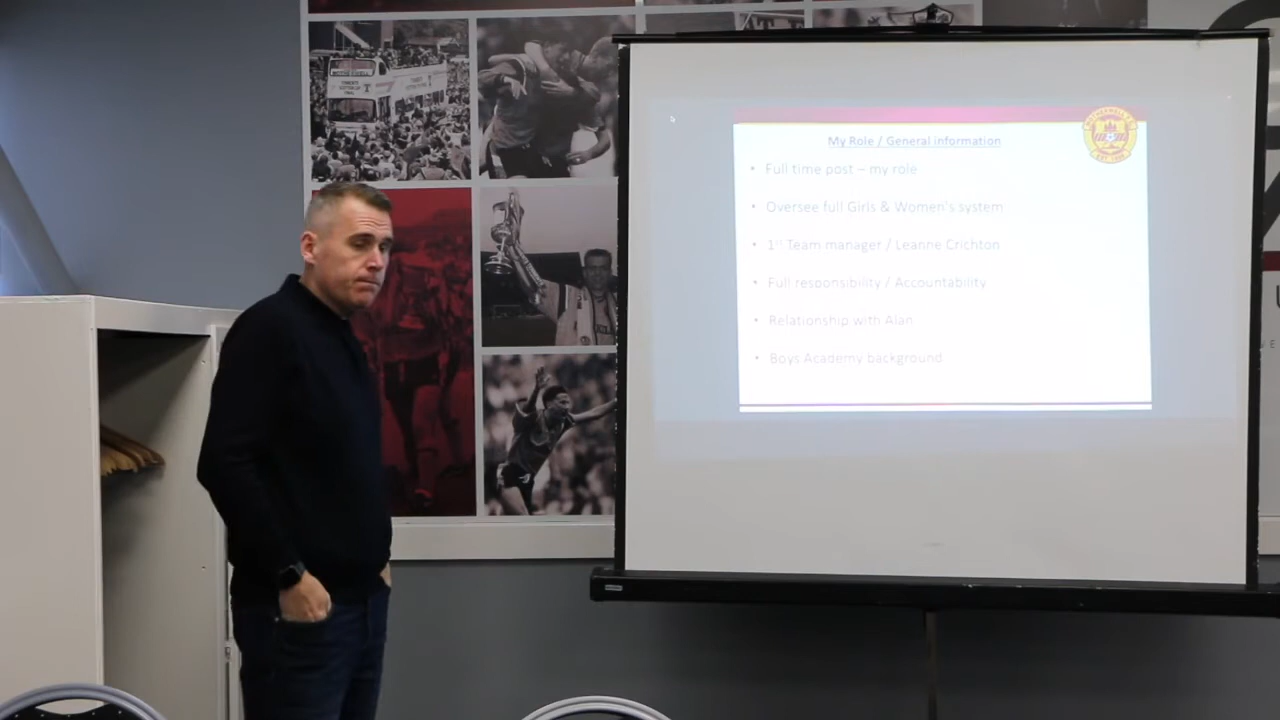 MOTHERWELL
My Role / General information
• Full time post – my role
• Oversee full Girls & Women's system
• 1st Team manager / Leanne Crichton
• Full responsibility / Accountability
• Relationship with Alan
• Boys Academy background